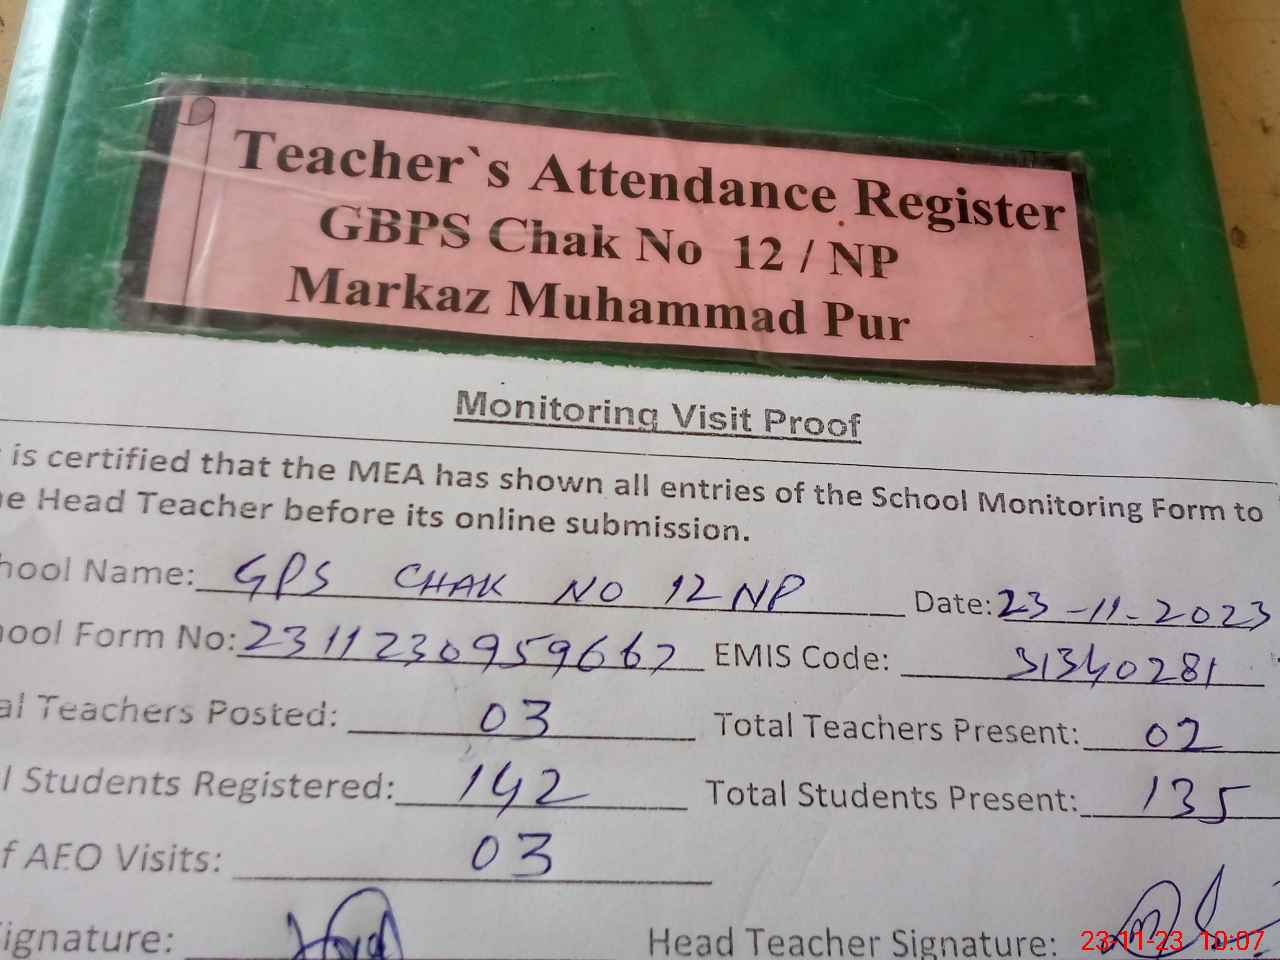 Teacher`s Attendance Register
GBPS Chak No 12 / NP
Markaz Muhammad Pur
Monitoring Visit Proof
is certified that the MEA has shown all entries of the School Monitoring Form to
e Head Teacher before its online submission.
hool Name: GPS CHAK NO 12 NP Date: 23-11-2023
hool Form No: 2311230959667 EMIS Code: 31340281
al Teachers Posted: 03 Total Teachers Present: 02
l Students Registered: 142 Total Students Present: 135
f AEO Visits: 03
ignature: Head Teacher Signature:
23-11-23 10:07